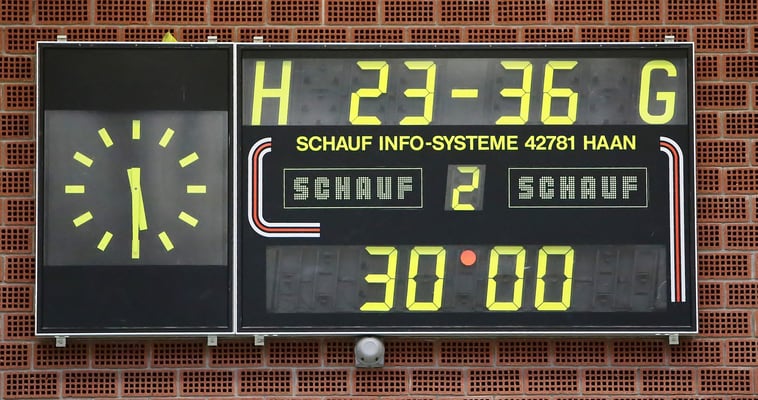 H 23-36 G
SCHAUF INFO-SYSTEME 42781 HAAN
SCHAUF 2 SCHAUF
30:00